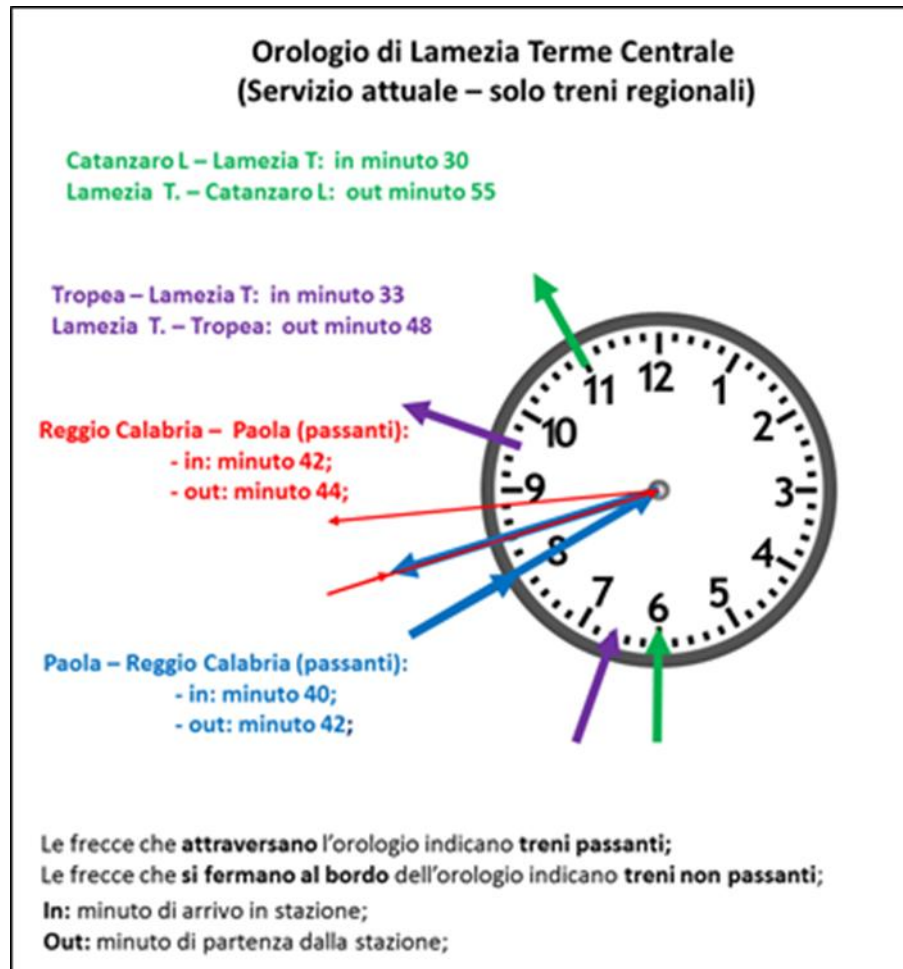 Orologio di Lamezia Terme Centrale
(Servizio attuale – solo treni regionali)
Catanzaro L – Lamezia T: in minuto 30
Lamezia T. – Catanzaro L: out minuto 55
Tropea – Lamezia T: in minuto 33
Lamezia T. – Tropea: out minuto 48
Reggio Calabria – Paola (passanti):
- in: minuto 42;
- out: minuto 44;
Paola – Reggio Calabria (passanti):
- in: minuto 40;
- out: minuto 42;
12
1
2
3
4
5
6
7
8
9
10
11
Le frecce che attraversano l'orologio indicano treni passanti;
Le frecce che si fermano al bordo dell'orologio indicano treni non passanti;
In: minuto di arrivo in stazione;
Out: minuto di partenza dalla stazione;